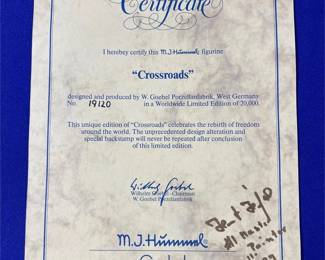 Certificate
I hereby certify this M.J. Hummel figurine
"Crossroads"
designed and produced by W. Goebel Porzellanfabrik, West Germany
No. 19120 in a Worldwide Limited Edition of 20,000.
This unique edition of "Crossroads" celebrates the rebirth of freedom
around the world. The unprecedented design alteration and
special backstamp will never be repeated after conclusion
of this limited edition.
Wilhelm Goebel - Chairman
W. Goebel Porzellanfabrik
M.J. Hummel®
Master
Painter